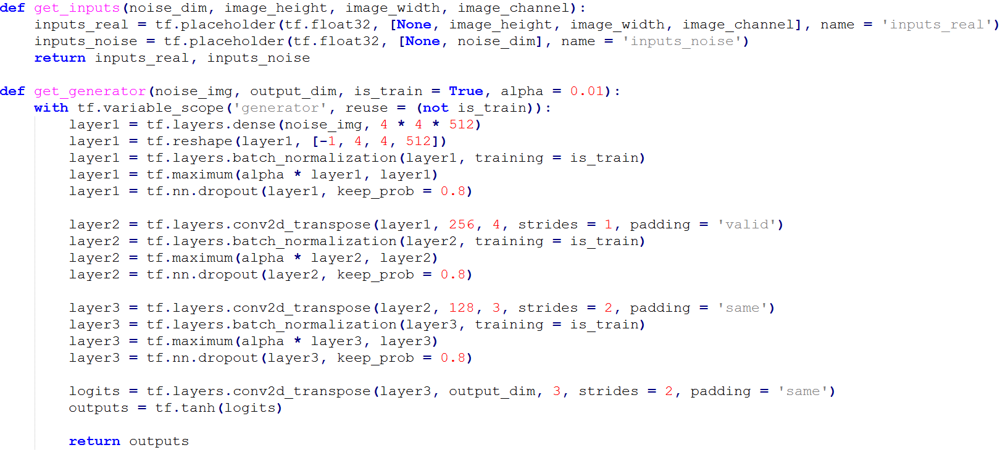 def get_inputs(noise_dim, image_height, image_width, image_channel):
    inputs_real = tf.placeholder(tf.float32, [None, image_height, image_width, image_channel], name = 'inputs_real')
    inputs_noise = tf.placeholder(tf.float32, [None, noise_dim], name = 'inputs_noise')
    return inputs_real, inputs_noise

def get_generator(noise_img, output_dim, is_train = True, alpha = 0.01):
    with tf.variable_scope('generator', reuse = (not is_train)):
        layer1 = tf.layers.dense(noise_img, 4 * 4 * 512)
        layer1 = tf.reshape(layer1, [-1, 4, 4, 512])
        layer1 = tf.layers.batch_normalization(layer1, training = is_train)
        layer1 = tf.maximum(alpha * layer1, layer1)
        layer1 = tf.nn.dropout(layer1, keep_prob = 0.8)

        layer2 = tf.layers.conv2d_transpose(layer1, 256, 4, strides = 1, padding = 'valid')
        layer2 = tf.layers.batch_normalization(layer2, training = is_train)
        layer2 = tf.maximum(alpha * layer2, layer2)
        layer2 = tf.nn.dropout(layer2, keep_prob = 0.8)

        layer3 = tf.layers.conv2d_transpose(layer2, 128, 3, strides = 2, padding = 'same')
        layer3 = tf.layers.batch_normalization(layer3, training = is_train)
        layer3 = tf.maximum(alpha * layer3, layer3)
        layer3 = tf.nn.dropout(layer3, keep_prob = 0.8)

        logits = tf.layers.conv2d_transpose(layer3, output_dim, 3, strides = 2, padding = 'same')
        outputs = tf.tanh(logits)

        return outputs